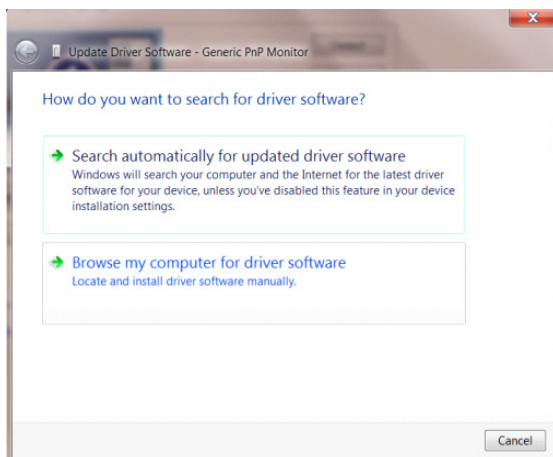 Update Driver Software - Generic PnP Monitor
How do you want to search for driver software?
Search automatically for updated driver software
Windows will search your computer and the Internet for the latest driver
software for your device, unless you've disabled this feature in your device
installation settings.
Browse my computer for driver software
Locate and install driver software manually.
Cancel